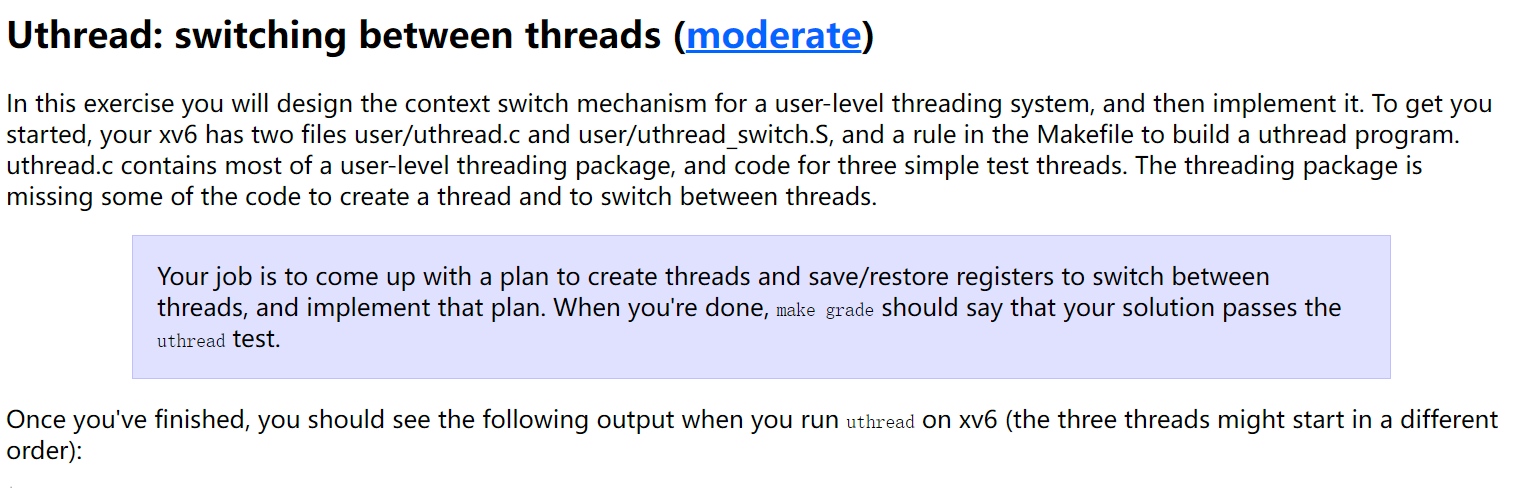 Uthread: switching between threads (moderate)
In this exercise you will design the context switch mechanism for a user-level threading system, and then implement it. To get you
started, your xv6 has two files user/uthread.c and user/uthread_switch.S, and a rule in the Makefile to build a uthread program.
uthread.c contains most of a user-level threading package, and code for three simple test threads. The threading package is
missing some of the code to create a thread and to switch between threads.
Your job is to come up with a plan to create threads and save/restore registers to switch between
threads, and implement that plan. When you're done, make grade should say that your solution passes the
uthread test.
Once you've finished, you should see the following output when you run uthread on xv6 (the three threads might start in a different
order):